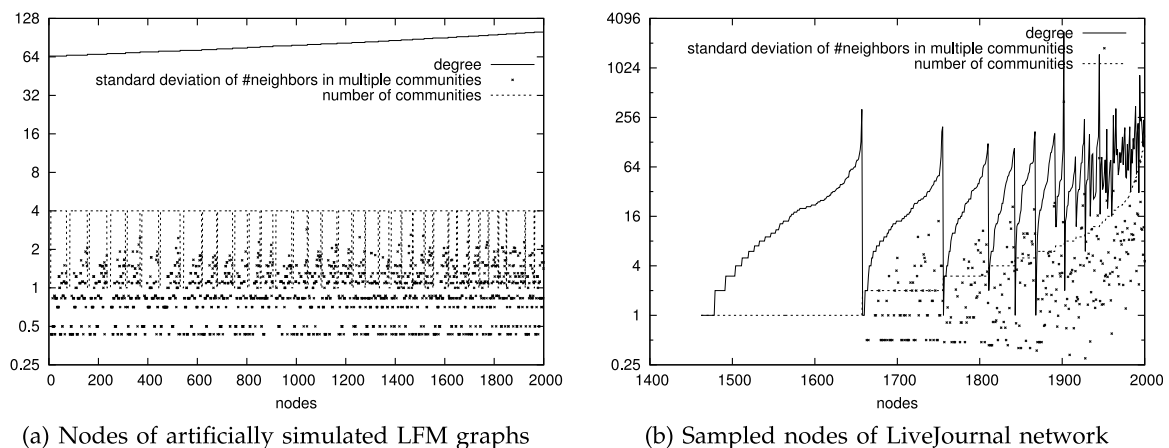 128
64
32
16
8
4
2
1
0.5
0.25
degree
standard deviation of #neighbors in multiple communities
number of communities
0 200 400 600 800 1000 1200 1400 1600 1800 2000
nodes
(a) Nodes of artificially simulated LFM graphs
4096
1024
256
64
16
4
1
0.25
degree
standard deviation of #neighbors in multiple communities
number of communities
1400 1500 1600 1700 1800 1900 2000
nodes
(b) Sampled nodes of LiveJournal network